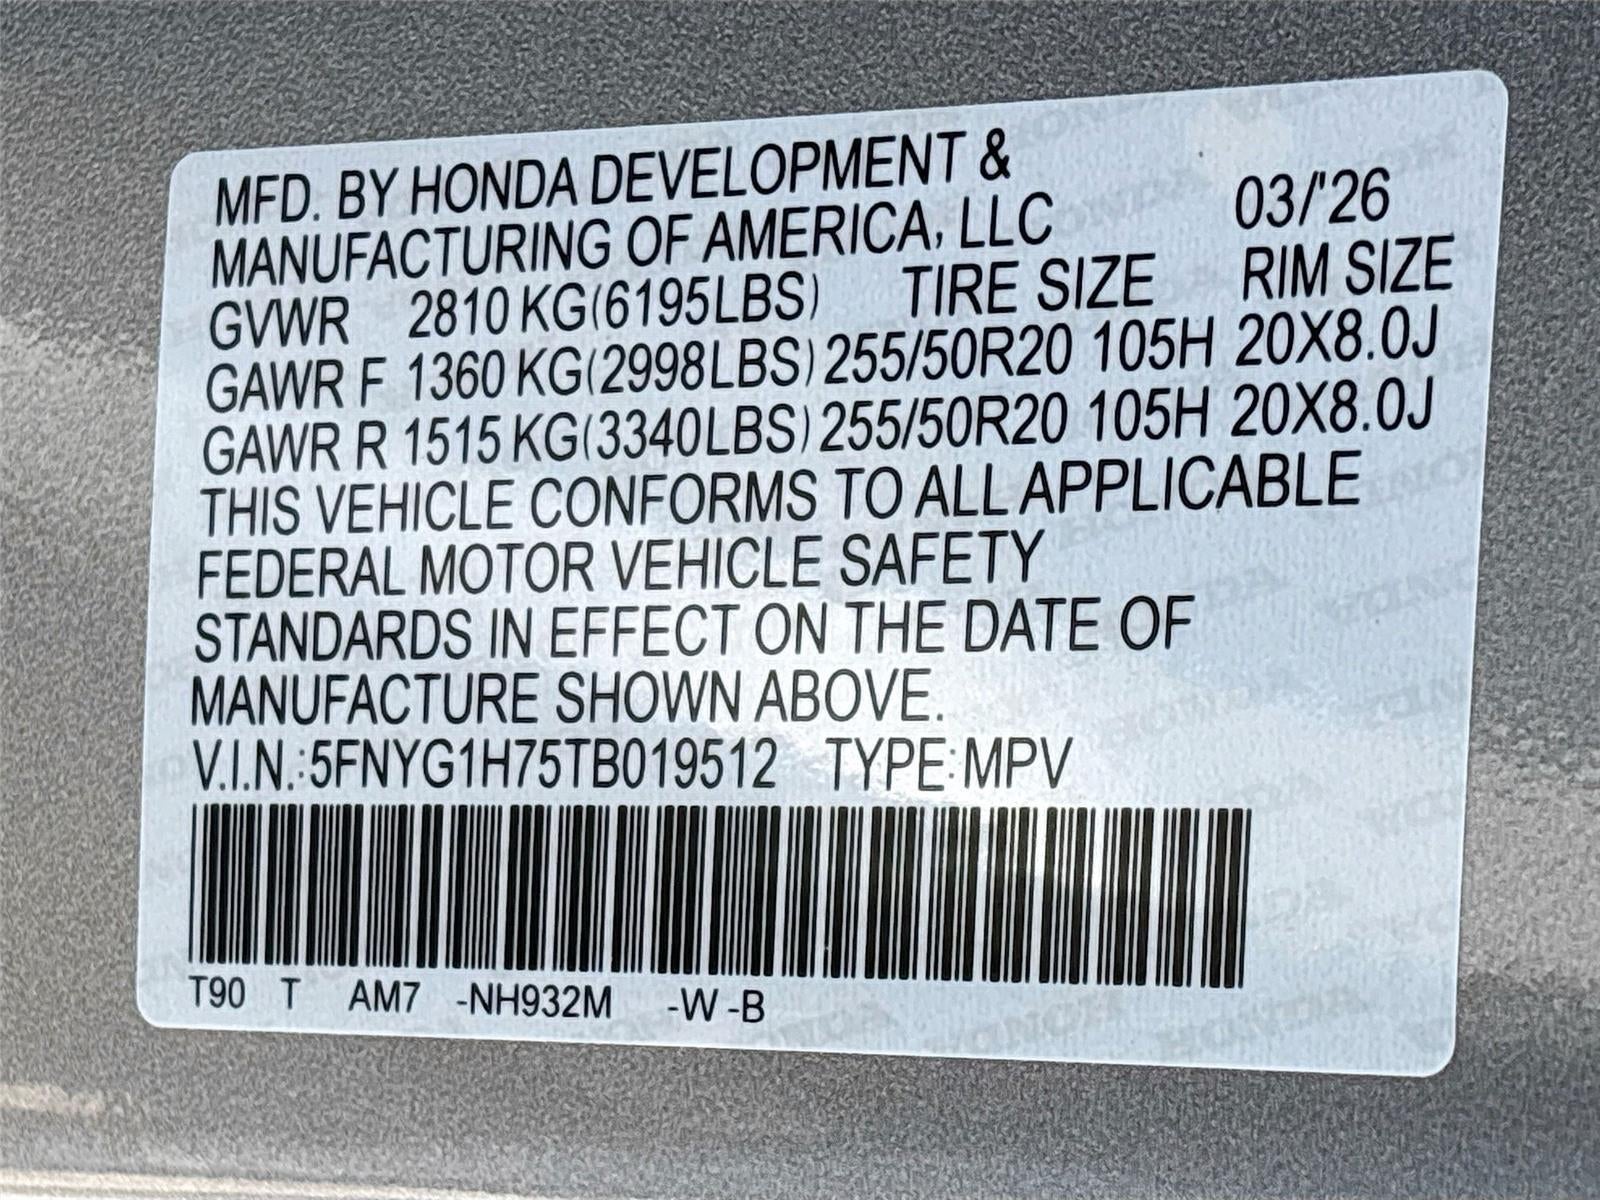 MFD. BY HONDA DEVELOPMENT &
MANUFACTURING OF AMERICA, LLC 03/'26
GVWR 2810 KG(6195LBS) TIRE SIZE RIM SIZE
GAWR F 1360 KG(2998LBS) 255/50R20 105H 20X8.0J
GAWR R 1515 KG(3340LBS) 255/50R20 105H 20X8.0J
THIS VEHICLE CONFORMS TO ALL APPLICABLE
FEDERAL MOTOR VEHICLE SAFETY
STANDARDS IN EFFECT ON THE DATE OF
MANUFACTURE SHOWN ABOVE.
V.I.N.:5FNYG1H75TB019512 TYPE:MPV
T90 T AM7 -NH932M -W -B